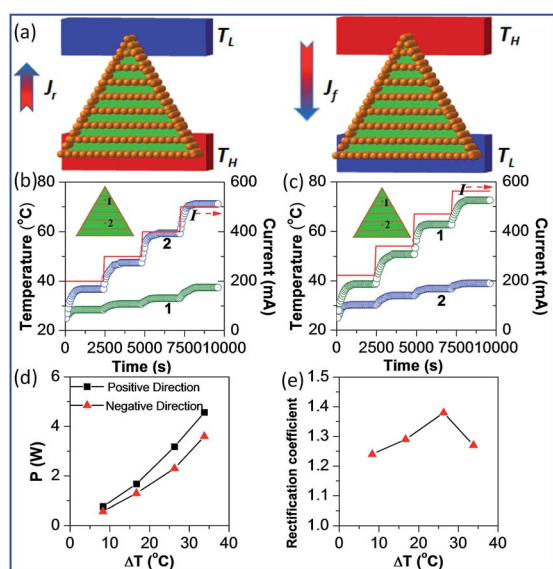 (a)
T_L
T_H
J_r
J_f
T_H
T_L
(b)
80
600
Temperature (°C)
60
400
40
200
20
0
Current (mA)
1
2
I
2
1
0 2500 5000 7500 10000
Time (s)
(c)
80
600
Temperature (°C)
60
400
40
200
20
0
Current (mA)
1
2
I
1
2
0 2500 5000 7500 10000
Time (s)
(d)
6
Positive Direction
Negative Direction
P (W)
4
2
0
0 10 20 30 40
ΔT (°C)
(e)
1.5
1.4
1.3
1.2
1.1
1.0
Rectification coefficient
0 10 20 30 40
ΔT (°C)